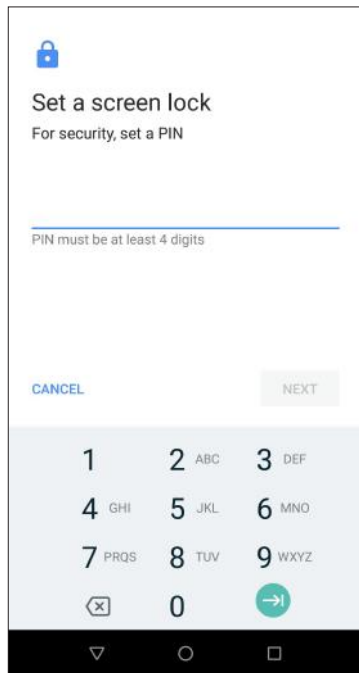 Set a screen lock
For security, set a PIN
PIN must be at least 4 digits
CANCEL NEXT
1 2 ABC 3 DEF
4 GHI 5 JKL 6 MNO
7 PRQS 8 TUV 9 WXYZ
0